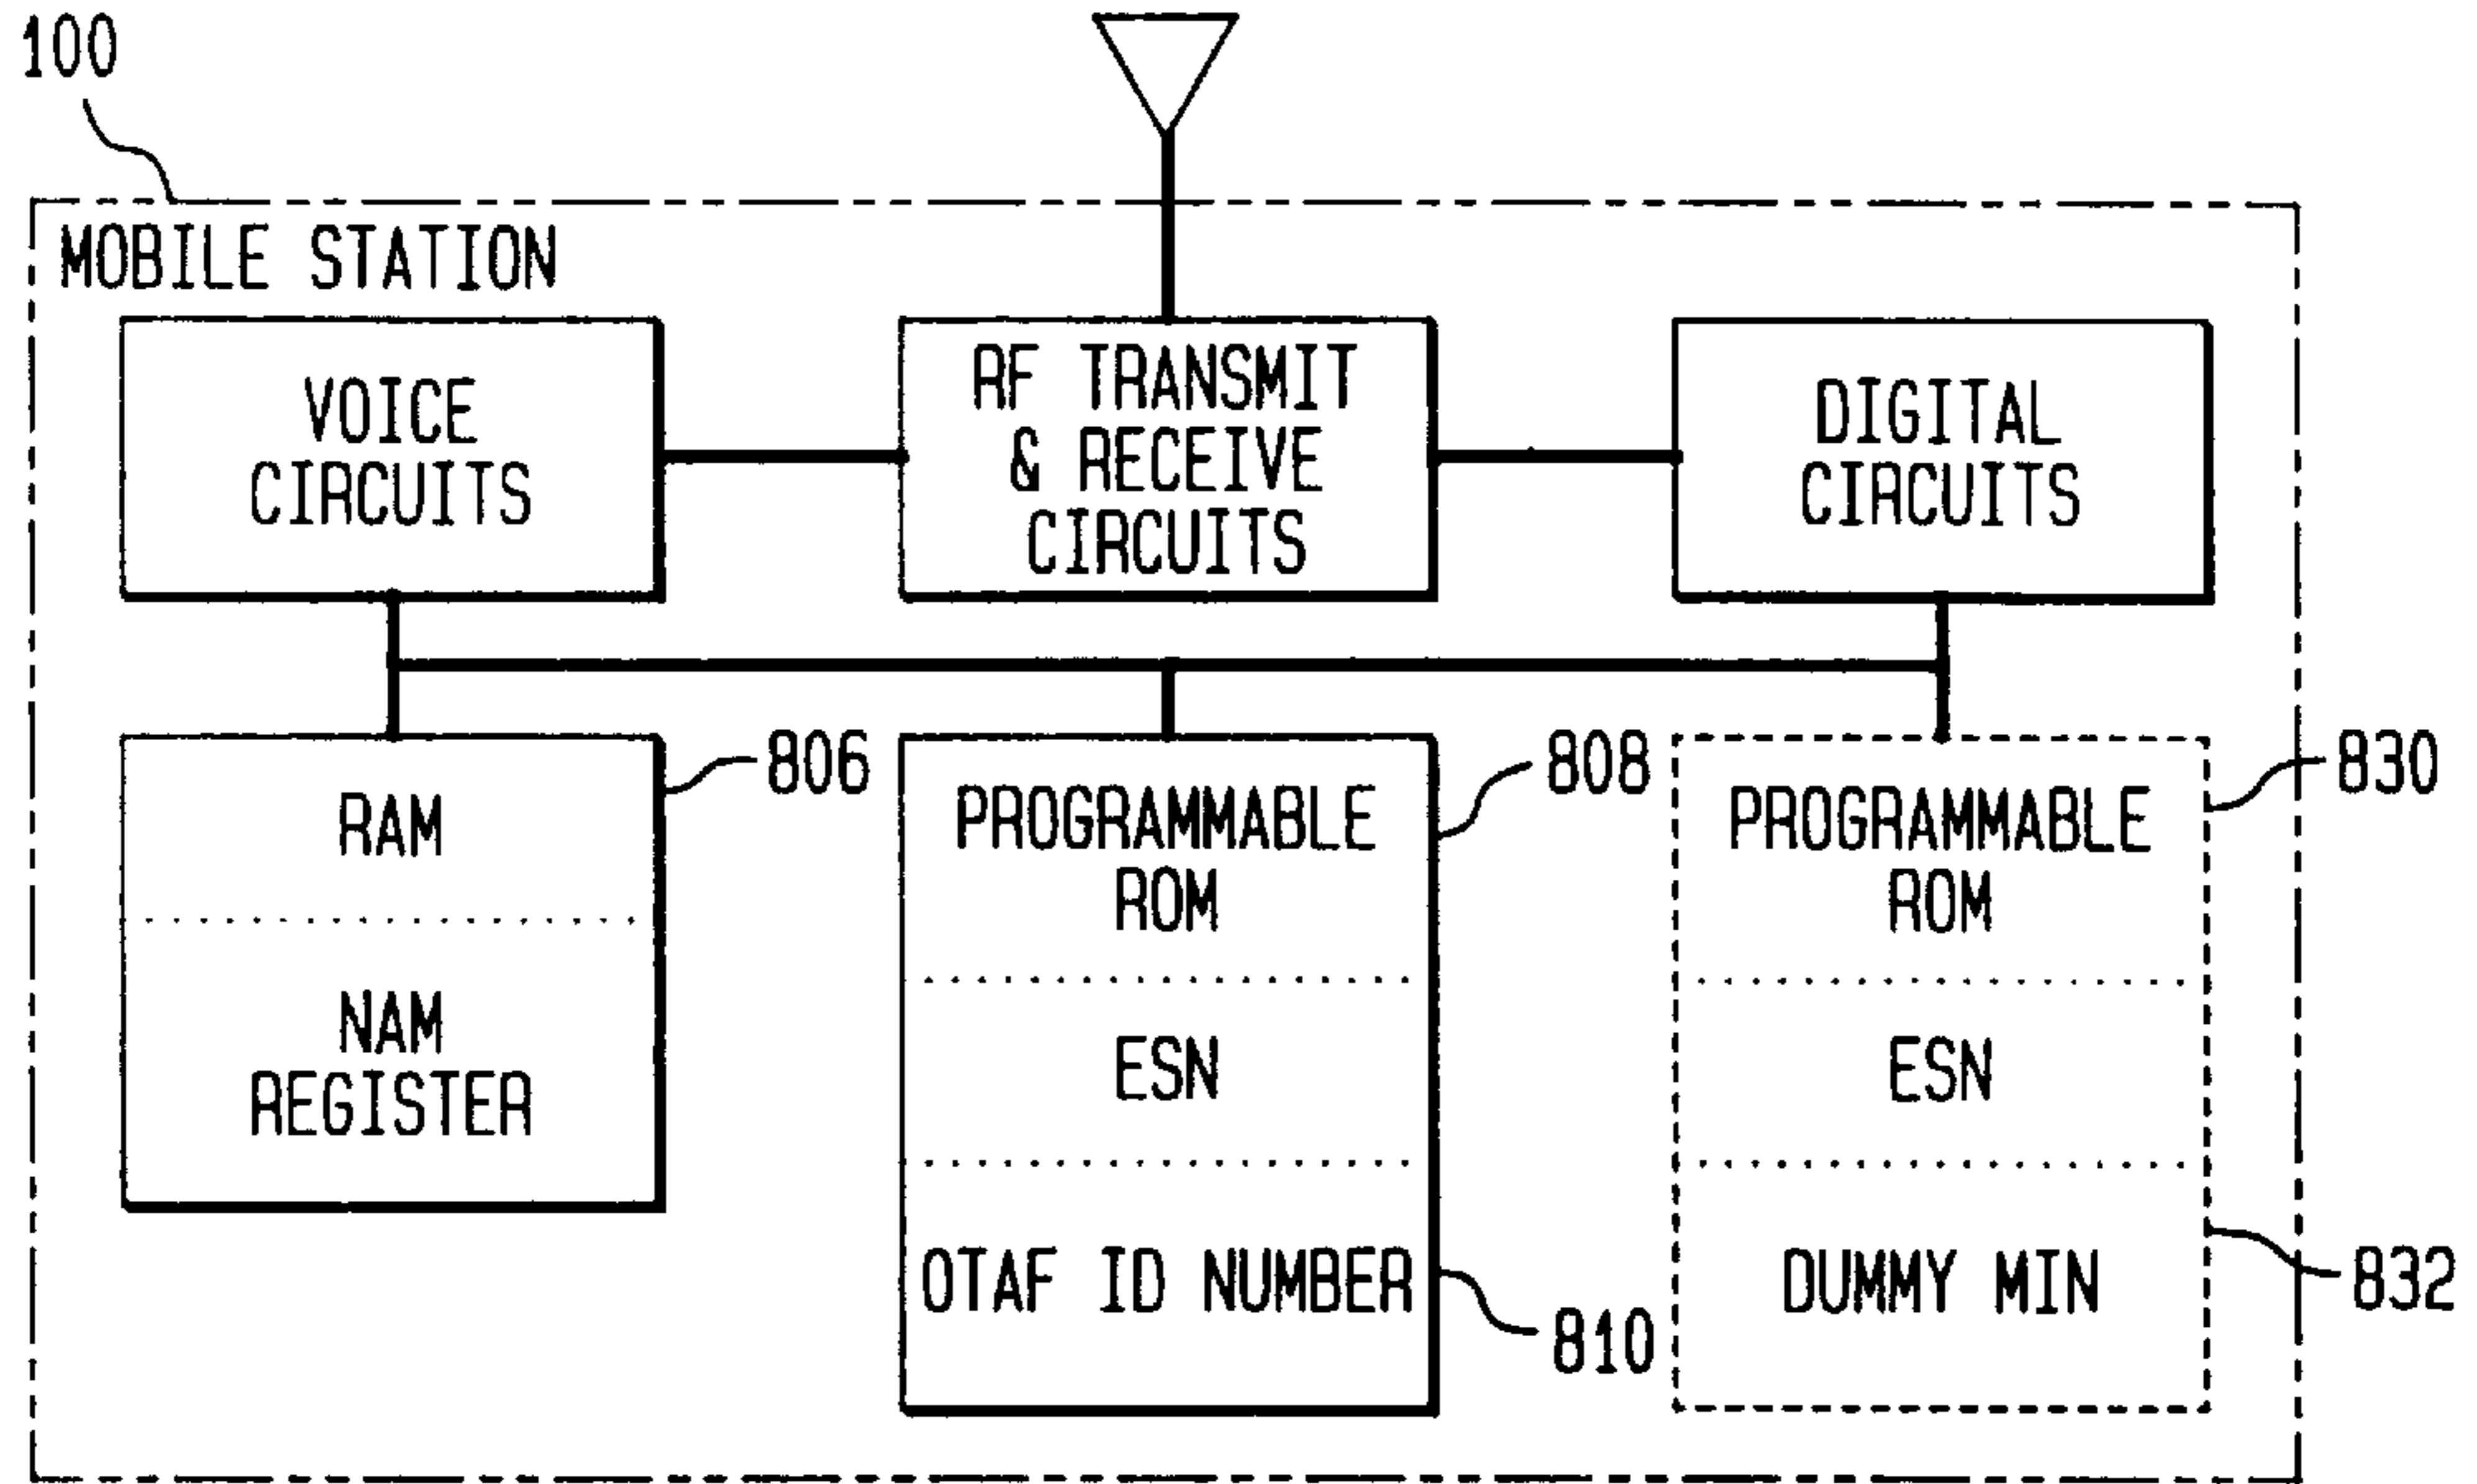 100
MOBILE STATION
VOICE
CIRCUITS
RF TRANSMIT
& RECEIVE
CIRCUITS
DIGITAL
CIRCUITS
RAM
NAM
REGISTER
806
PROGRAMMABLE
ROM
ESN
OTAF ID NUMBER
808
810
PROGRAMMABLE
ROM
ESN
DUMMY MIN
830
832